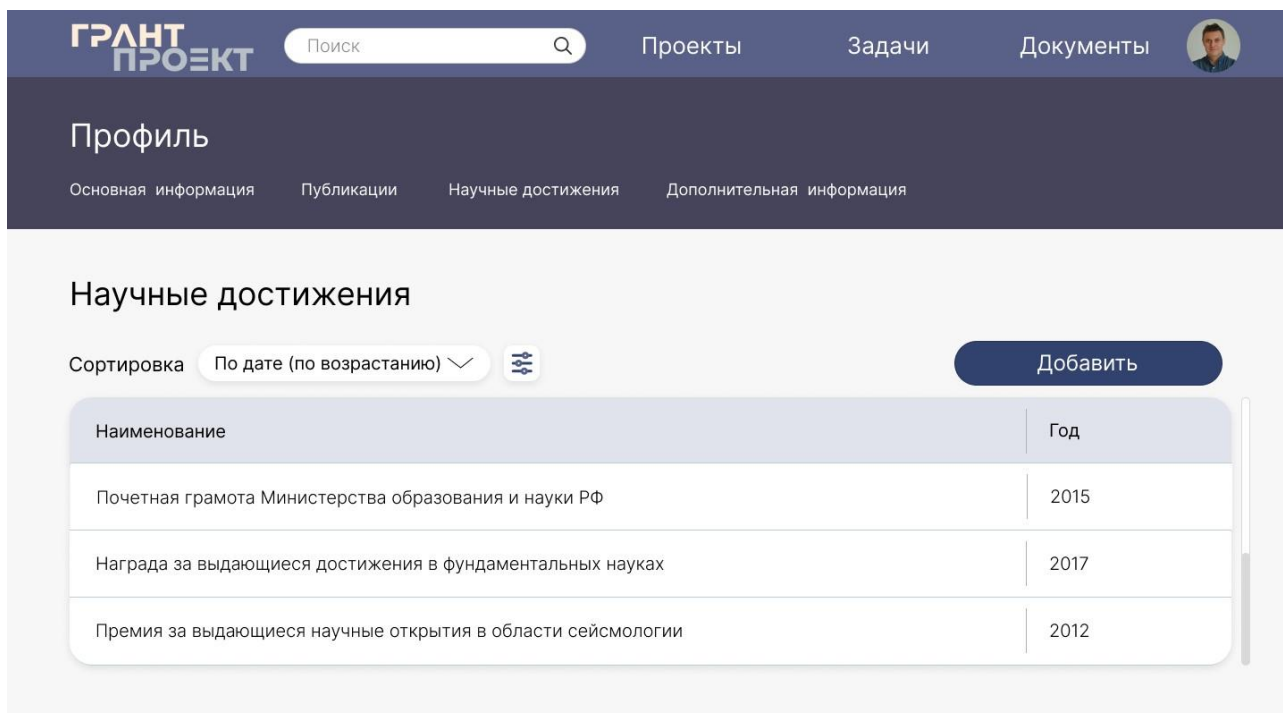 ГРАНТ
ПРОЕКТ
Поиск
Проекты
Задачи
Документы
Профиль
Основная информация
Публикации
Научные достижения
Дополнительная информация
Научные достижения
Сортировка
По дате (по возрастанию)
Добавить
Наименование
Год
Почетная грамота Министерства образования и науки РФ
2015
Награда за выдающиеся достижения в фундаментальных науках
2017
Премия за выдающиеся научные открытия в области сейсмологии
2012